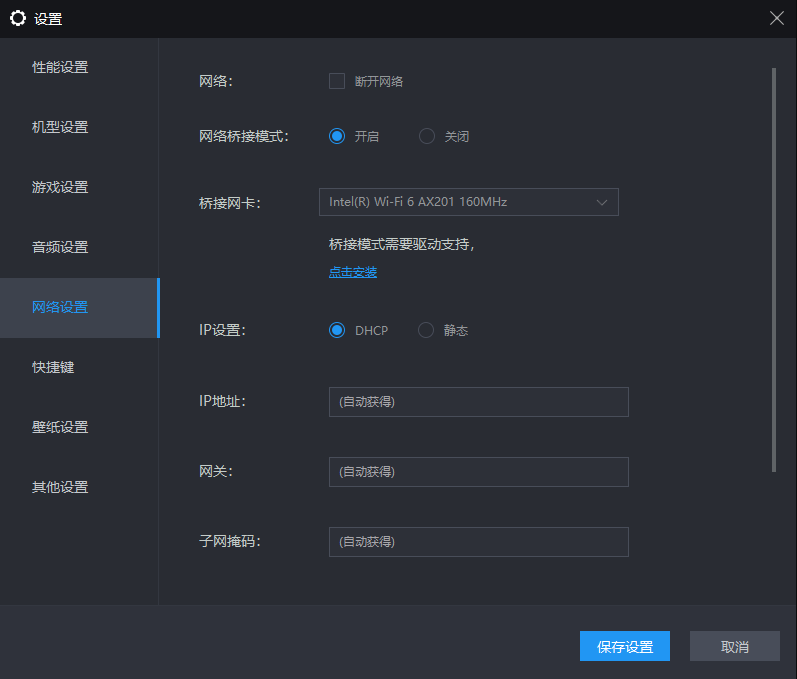 设置
性能设置
机型设置
游戏设置
音频设置
网络设置
快捷键
壁纸设置
其他设置
网络: 断开网络
网络桥接模式: 开启 关闭
桥接网卡: Intel(R) Wi-Fi 6 AX201 160MHz
桥接模式需要驱动支持,
点击安装
IP设置: DHCP 静态
IP地址: (自动获得)
网关: (自动获得)
子网掩码: (自动获得)
保存设置 取消